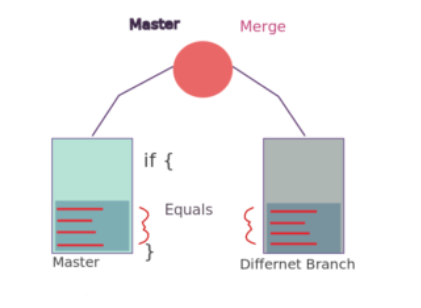 Master
Merge
if {
Equals
}
Master
Differnet Branch